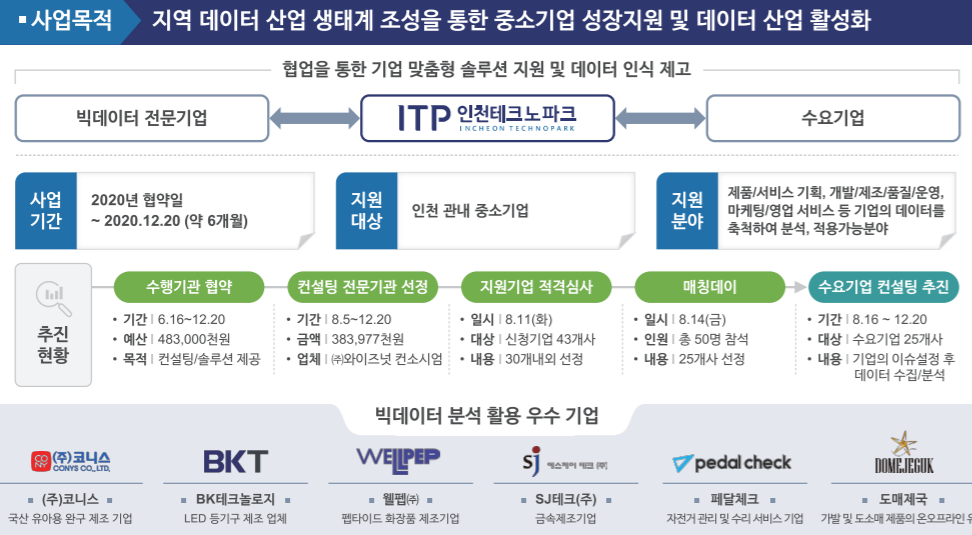 사업목적
지역 데이터 산업 생태계 조성을 통한 중소기업 성장지원 및 데이터 산업 활성화
협업을 통한 기업 맞춤형 솔루션 지원 및 데이터 인식 제고
빅데이터 전문기업
ITP 인천테크노파크
INCHEON TECHNOPARK
수요기업
사업
기간
2020년 협약일
~ 2020.12.20 (약 6개월)
지원
대상
인천 관내 중소기업
지원
분야
제품/서비스 기획, 개발/제조/품질/운영,
마케팅/영업 서비스 등 기업의 데이터를
축척하여 분석, 적용가능분야
추진
현황
수행기관 협약
• 기간 | 6.16~12.20
• 예산 | 483,000천원
• 목적 | 컨설팅/솔루션 제공
컨설팅 전문기관 선정
• 기간 | 8.5~12.20
• 금액 | 383,977천원
• 업체 | ㈜와이즈넛 컨소시엄
지원기업 적격심사
• 일시 | 8.11(화)
• 대상 | 신청기업 43개사
• 내용 | 30개내외 선정
매칭데이
• 일시 | 8.14(금)
• 인원 | 총 50명 참석
• 내용 | 25개사 선정
수요기업 컨설팅 추진
• 기간 | 8.16 ~ 12.20
• 대상 | 수요기업 25개사
• 내용 | 기업의 이슈설정 후
데이터 수집/분석
빅데이터 분석 활용 우수 기업
(주)코니스
CONYS CO.,LTD.
(주)코니스
국산 유아용 완구 제조 기업
BKT
BK테크놀로지
LED 등기구 제조 업체
WELLPEP
웰펩㈜
펩타이드 화장품 제조기업
sj 에스제이 테크 (주)
SJ테크(주)
금속제조기업
pedal check
페달체크
자전거 관리 및 수리 서비스 기업
DOMEJEGUK
도매제국
가발 및 도소매 제품의 온오프라인 유